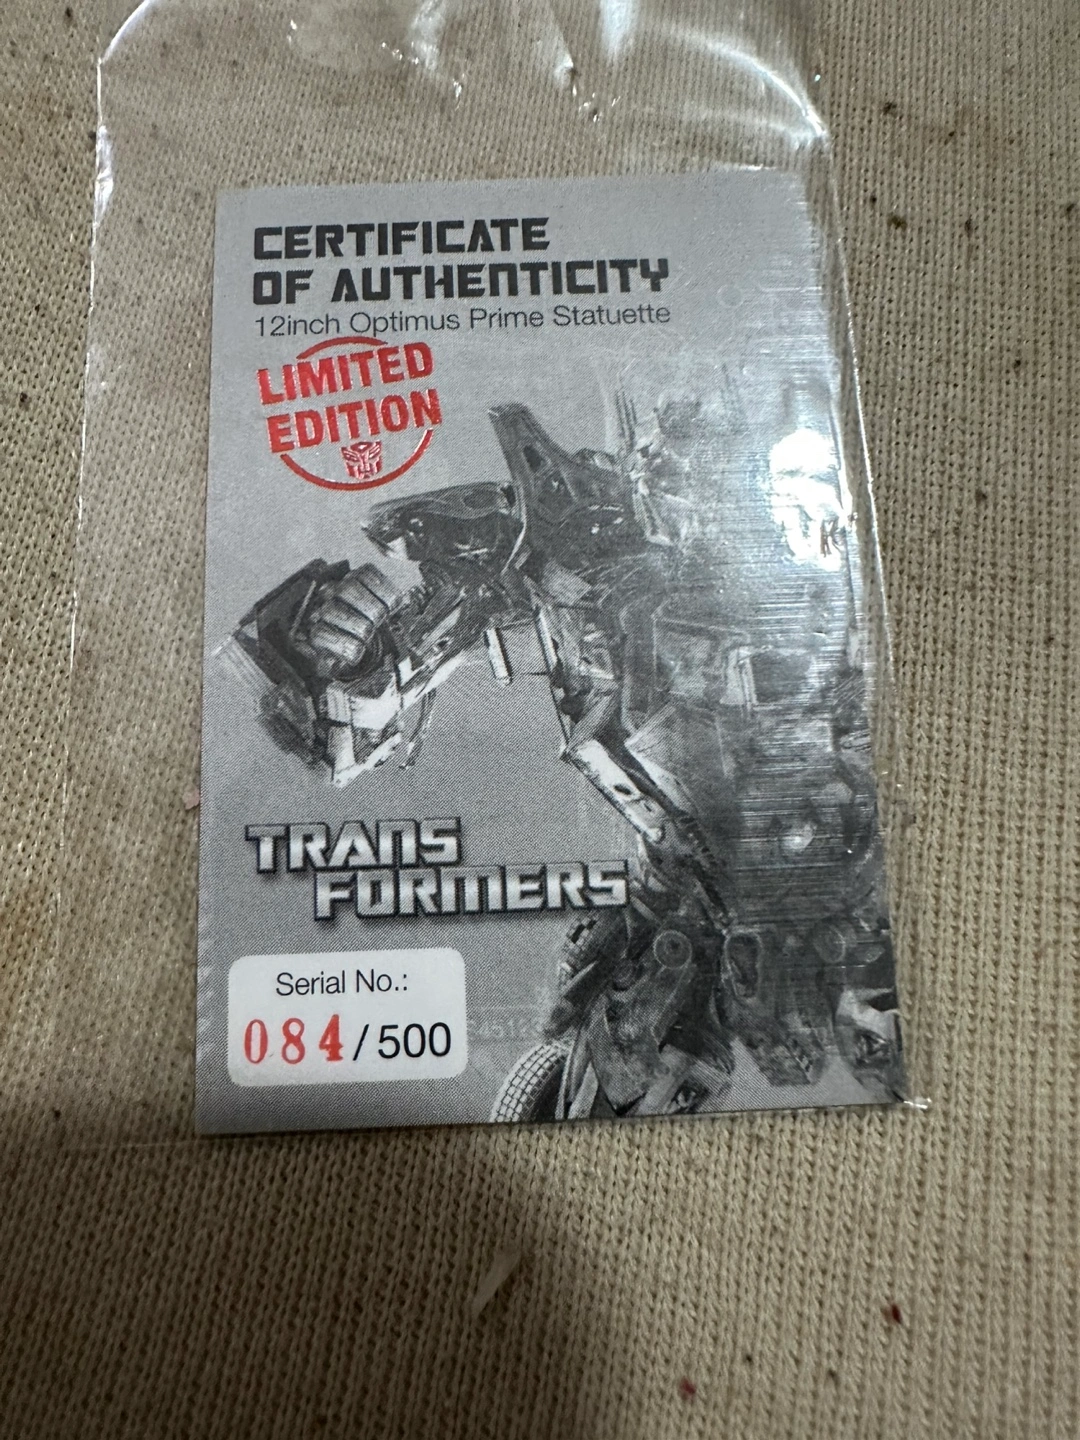 CERTIFICATE
OF AUTHENTICITY
12inch Optimus Prime Statuette
LIMITED
EDITION
TRANS
FORMERS
Serial No.:
084/500